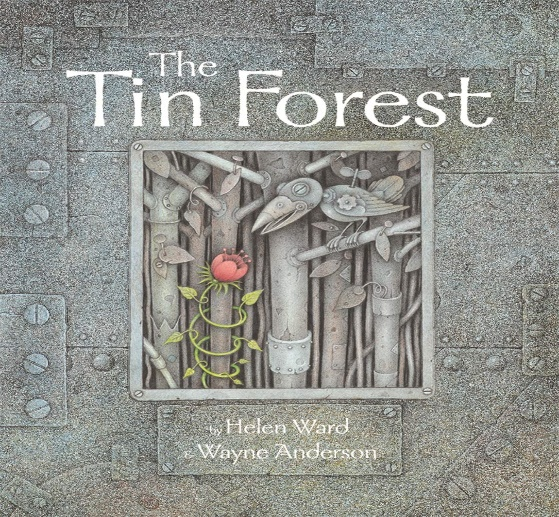 The
Tin Forest
by Helen Ward
& Wayne Anderson